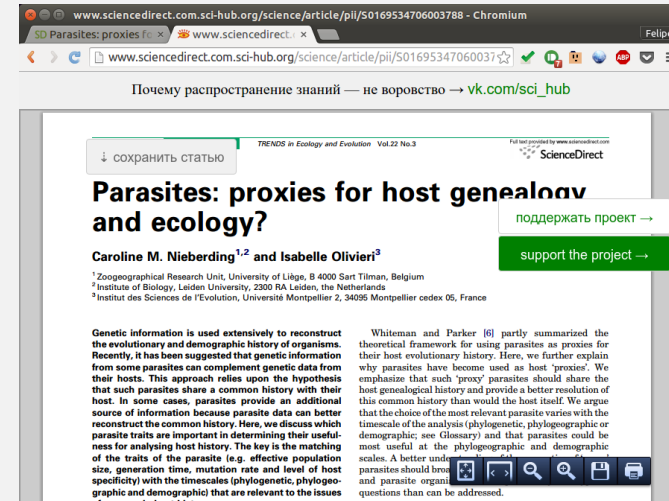 www.sciencedirect.com.sci-hub.org/science/article/pii/S0169534706003788 - Chromium
SD Parasites: proxies fo
www.sciencedirect.c
Felip
www.sciencedirect.com.sci-hub.org/science/article/pii/S01695347060037
ABP
Почему распространение знаний — не воровство → vk.com/sci_hub
TRENDS in Ecology and Evolution Vol.22 No.3
Full text provided by www.sciencedirect.com
ScienceDirect
↓ сохранить статью
Parasites: proxies for host genealogy
and ecology?
поддержать проект →
support the project →
Caroline M. Nieberding1,2 and Isabelle Olivieri3
1 Zoogeographical Research Unit, University of Liège, B 4000 Sart Tilman, Belgium
2 Institute of Biology, Leiden University, 2300 RA Leiden, the Netherlands
3 Institut des Sciences de l'Evolution, Université Montpellier 2, 34095 Montpellier cedex 05, France
Genetic information is used extensively to reconstruct
the evolutionary and demographic history of organisms.
Recently, it has been suggested that genetic information
from some parasites can complement genetic data from
their hosts. This approach relies upon the hypothesis
that such parasites share a common history with their
host. In some cases, parasites provide an additional
source of information because parasite data can better
reconstruct the common history. Here, we discuss which
parasite traits are important in determining their useful-
ness for analysing host history. The key is the matching
of the traits of the parasite (e.g. effective population
size, generation time, mutation rate and level of host
specificity) with the timescales (phylogenetic, phylogeo-
graphic and demographic) that are relevant to the issues
Whiteman and Parker [6] partly summarized the
theoretical framework for using parasites as proxies for
their host evolutionary history. Here, we further explain
why parasites have become used as host 'proxies'. We
emphasize that such 'proxy' parasites should share the
host genealogical history and provide a better resolution of
this common history than would the host itself. We argue
that the choice of the most relevant parasite varies with the
timescale of the analysis (phylogenetic, phylogeographic or
demographic; see Glossary) and that parasites could be
most useful at the phylogeographic and demographic
scales. A better unde
parasites should broa
and parasite organi
questions than can be addressed.